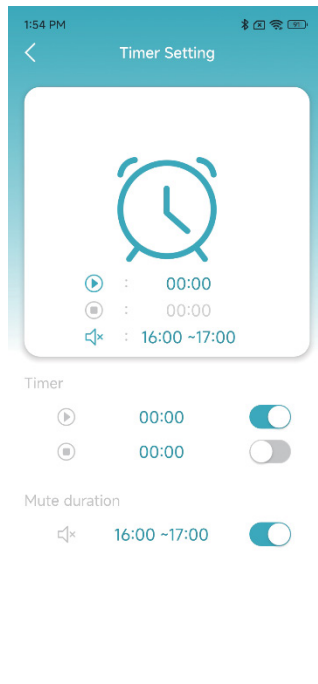 1:54 PM
Timer Setting
: 00:00
: 00:00
: 16:00 ~17:00
Timer
00:00
00:00
Mute duration
16:00 ~17:00